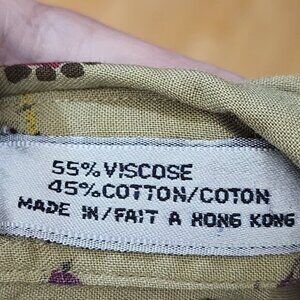 55% VISCOSE
45% COTTON/COTON
MADE IN/FAIT A HONG KONG